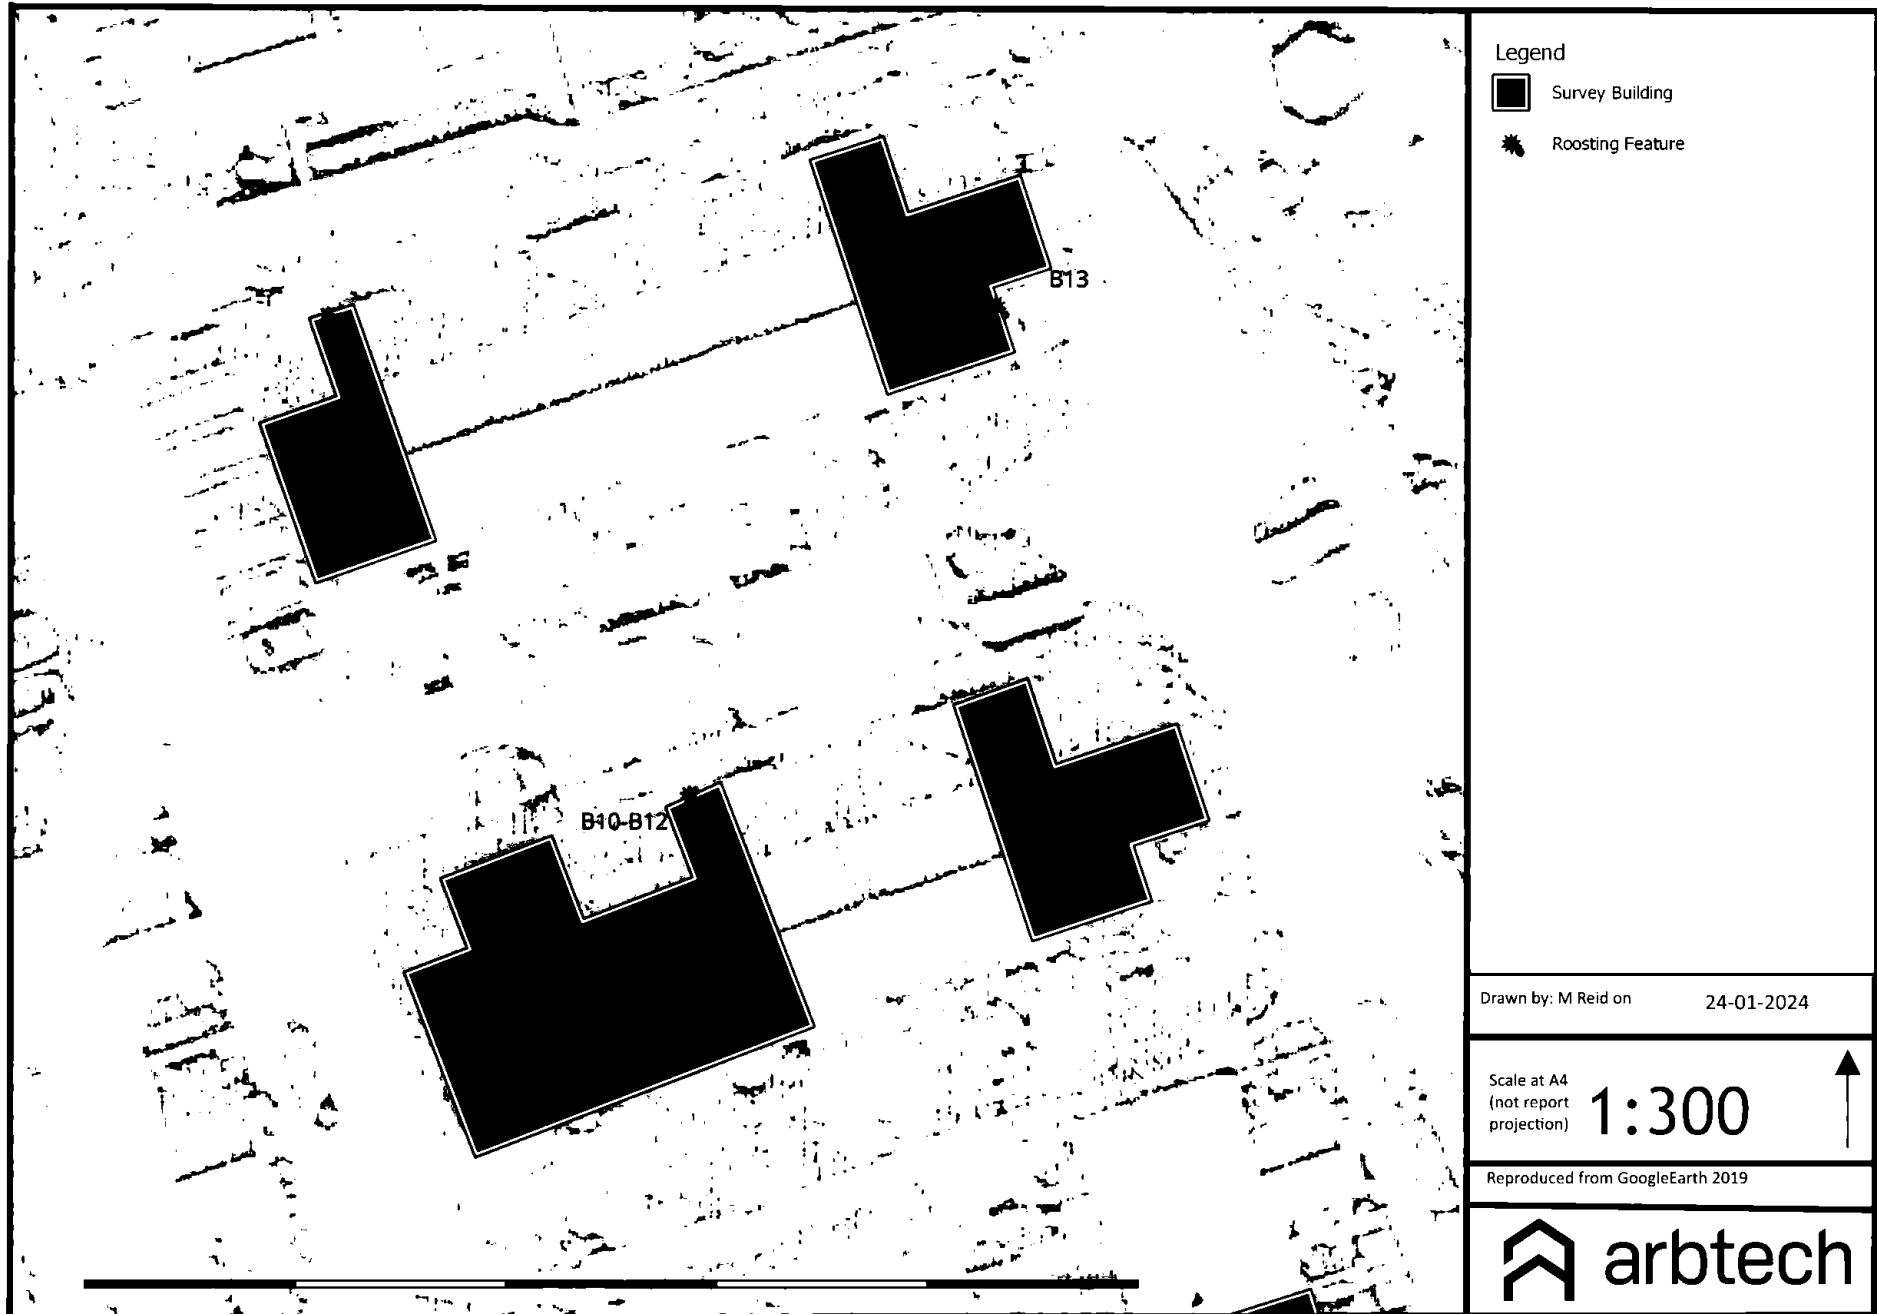 Legend
Survey Building
Roosting Feature
B13
B10-B12
Drawn by: M Reid on 24-01-2024
Scale at A4
(not report
projection)
1:300
Reproduced from GoogleEarth 2019
arbtech